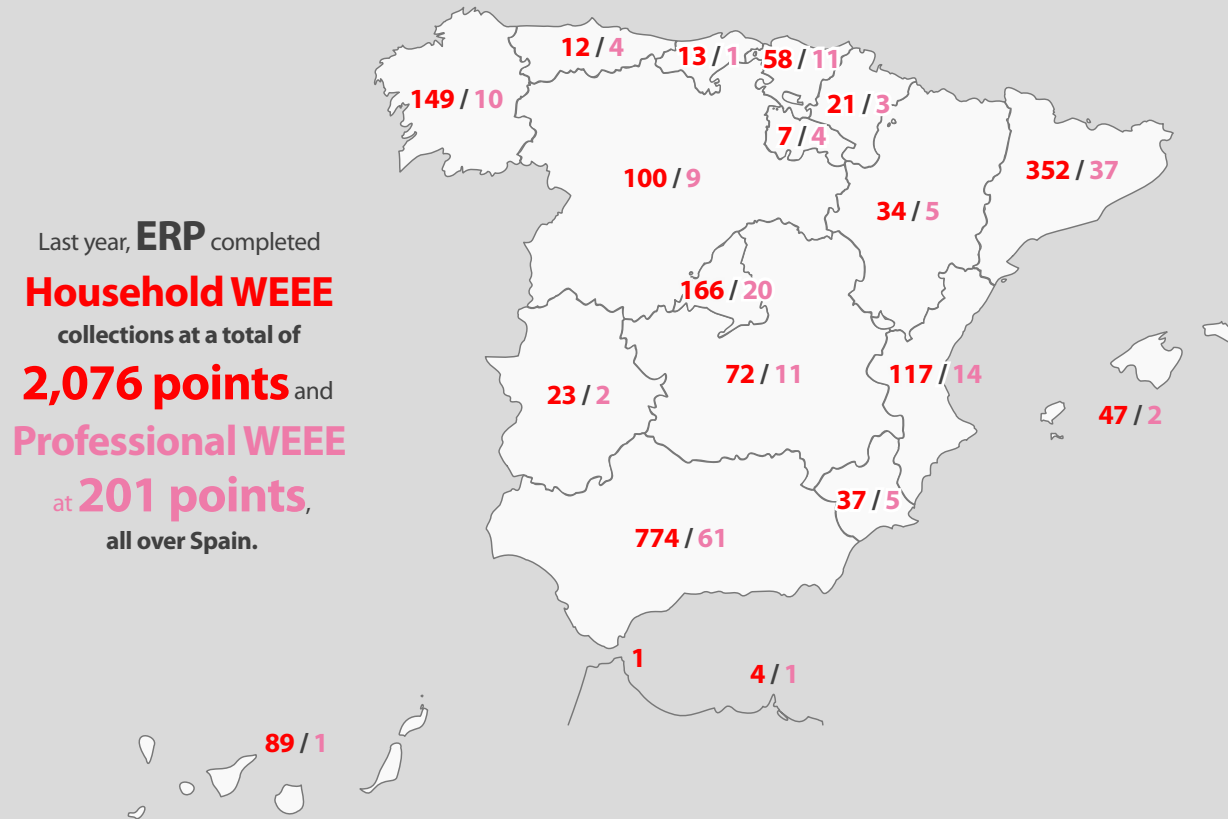 Last year, ERP completed
Household WEEE
collections at a total of
2,076 points and
Professional WEEE
at 201 points,
all over Spain.
12 / 4
13 / 1
58 / 11
149 / 10
21 / 3
7 / 4
352 / 37
100 / 9
34 / 5
166 / 20
72 / 11
117 / 14
23 / 2
47 / 2
37 / 5
774 / 61
1
4 / 1
89 / 1